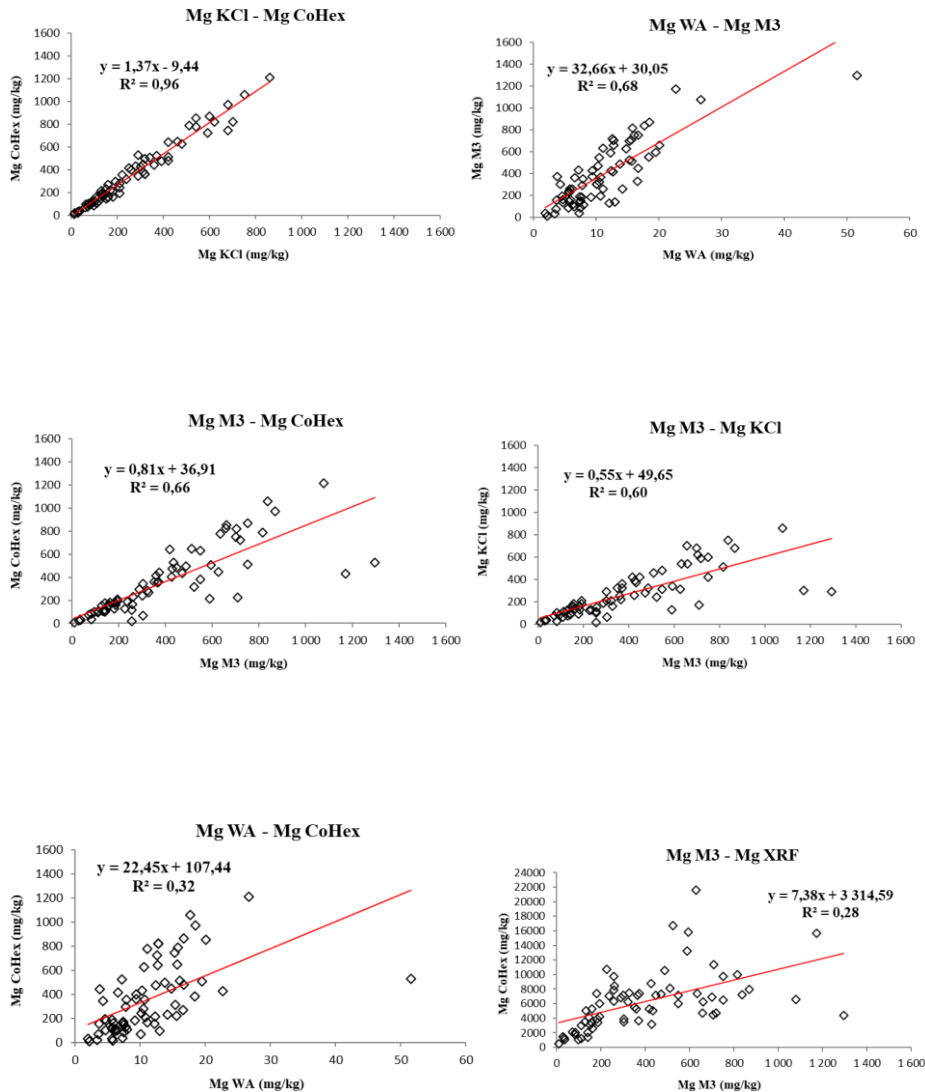 Mg KCl - Mg CoHex
y = 1,37x - 9,44
R² = 0,96
Mg CoHex (mg/kg)
1600
1400
1200
1000
800
600
400
200
0
0 200 400 600 800 1 000 1 200 1 400 1 600
Mg KCl (mg/kg)
Mg WA - Mg M3
y = 32,66x + 30,05
R² = 0,68
Mg M3 (mg/kg)
1600
1400
1200
1000
800
600
400
200
0
0 10 20 30 40 50 60
Mg WA (mg/kg)
Mg M3 - Mg CoHex
y = 0,81x + 36,91
R² = 0,66
Mg CoHex (mg/kg)
1600
1400
1200
1000
800
600
400
200
0
0 200 400 600 800 1 000 1 200 1 400 1 600
Mg M3 (mg/kg)
Mg M3 - Mg KCl
y = 0,55x + 49,65
R² = 0,60
Mg KCl (mg/kg)
1600
1400
1200
1000
800
600
400
200
0
0 200 400 600 800 1 000 1 200 1 400 1 600
Mg M3 (mg/kg)
Mg WA - Mg CoHex
y = 22,45x + 107,44
R² = 0,32
Mg CoHex (mg/kg)
1600
1400
1200
1000
800
600
400
200
0
0 10 20 30 40 50 60
Mg WA (mg/kg)
Mg M3 - Mg XRF
y = 7,38x + 3 314,59
R² = 0,28
Mg CoHex (mg/kg)
24000
22000
20000
18000
16000
14000
12000
10000
8000
6000
4000
2000
0
0 200 400 600 800 1 000 1 200 1 400 1 600
Mg M3 (mg/kg)